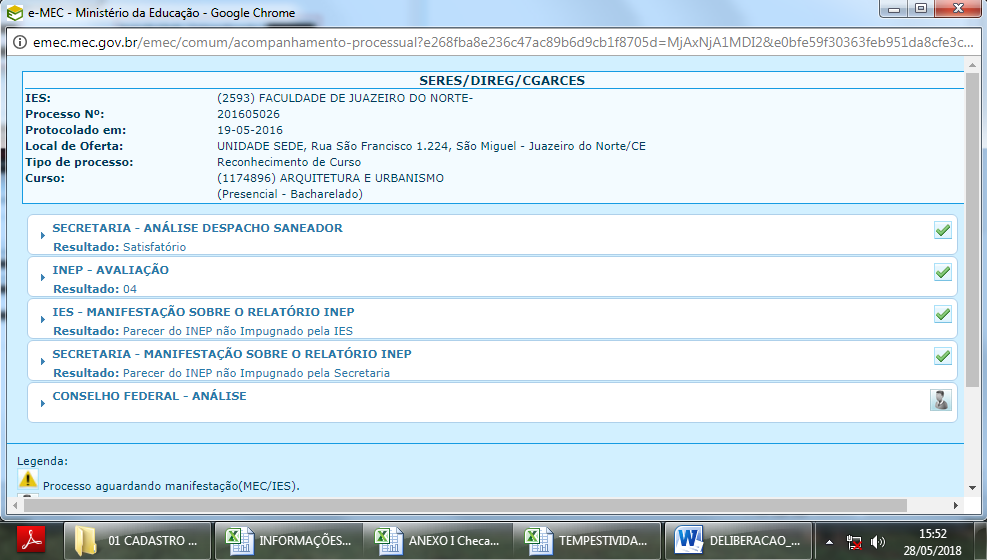 e-MEC - Ministério da Educação - Google Chrome
emec.mec.gov.br/emec/comum/acompanhamento-processual?e268fba8e236c47ac89b6d9cb1f8705d=MjAxNjA1MDI2&e0bfe59f30363feb951da8cfe3c...
SERES/DIREG/CGARCES
IES: (2593) FACULDADE DE JUAZEIRO DO NORTE-
Processo Nº: 201605026
Protocolado em: 19-05-2016
Local de Oferta: UNIDADE SEDE, Rua São Francisco 1.224, São Miguel - Juazeiro do Norte/CE
Tipo de processo: Reconhecimento de Curso
Curso: (1174896) ARQUITETURA E URBANISMO
(Presencial - Bacharelado)
SECRETARIA - ANÁLISE DESPACHO SANEADOR
Resultado: Satisfatório
INEP - AVALIAÇÃO
Resultado: 04
IES - MANIFESTAÇÃO SOBRE O RELATÓRIO INEP
Resultado: Parecer do INEP não Impugnado pela IES
SECRETARIA - MANIFESTAÇÃO SOBRE O RELATÓRIO INEP
Resultado: Parecer do INEP não Impugnado pela Secretaria
CONSELHO FEDERAL - ANÁLISE
Legenda:
Processo aguardando manifestação(MEC/IES).
01 CADASTRO ... INFORMAÇÕES... ANEXO I Checa... TEMPESTIVIDA... DELIBERACAO_... 15:52
28/05/2018